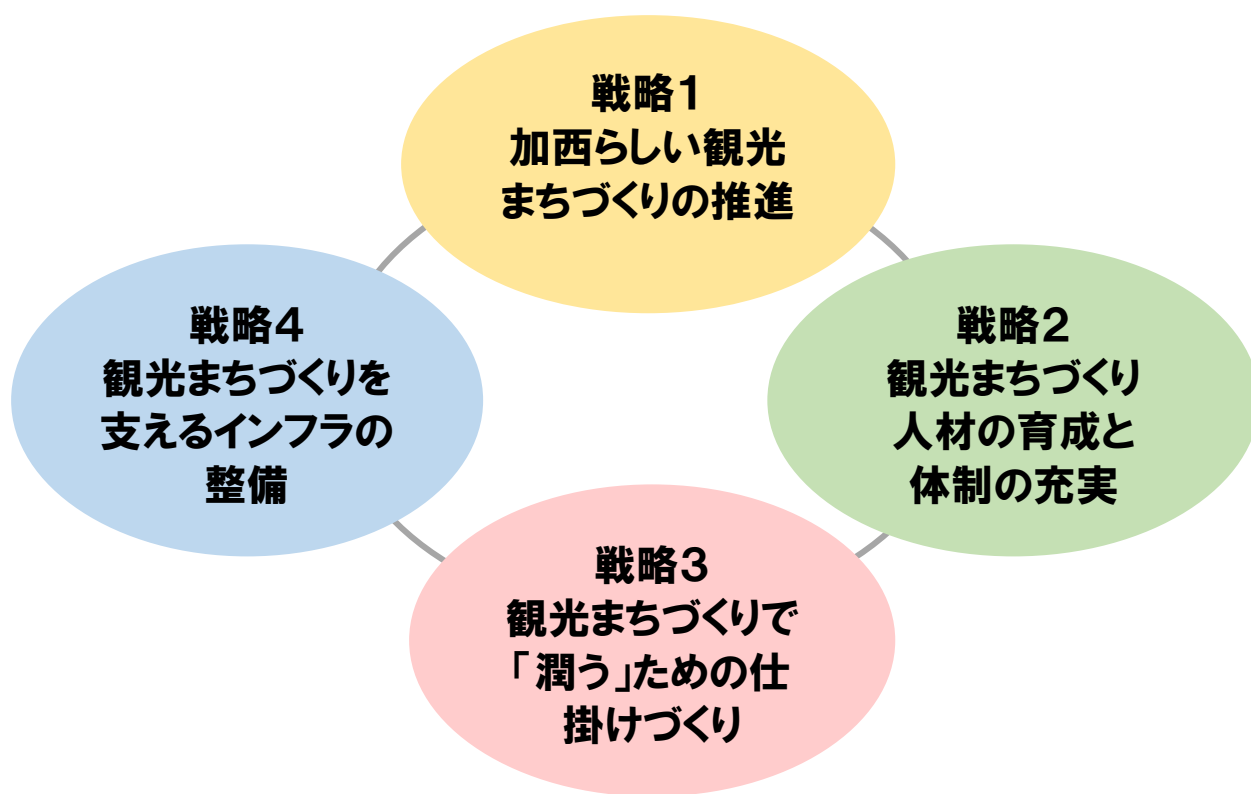 戦略1
加西らしい観光
まちづくりの推進
戦略2
観光まちづくり
人材の育成と
体制の充実
戦略3
観光まちづくりで
「潤う」ための仕
掛けづくり
戦略4
観光まちづくりを
支えるインフラの
整備